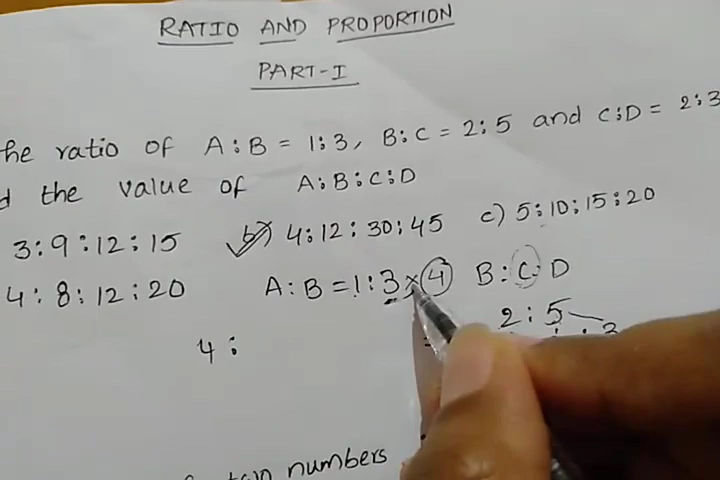 RATIO AND PROPORTION
PART-I
the ratio of A:B = 1:3, B:C = 2:5 and C:D = 2:3
the value of A:B:C:D
3:9:12:15 b) 4:12:30:45 c) 5:10:15:20
4:8:12:20 A:B = 1:3×4 B:C:D
4: 2:5
numbers